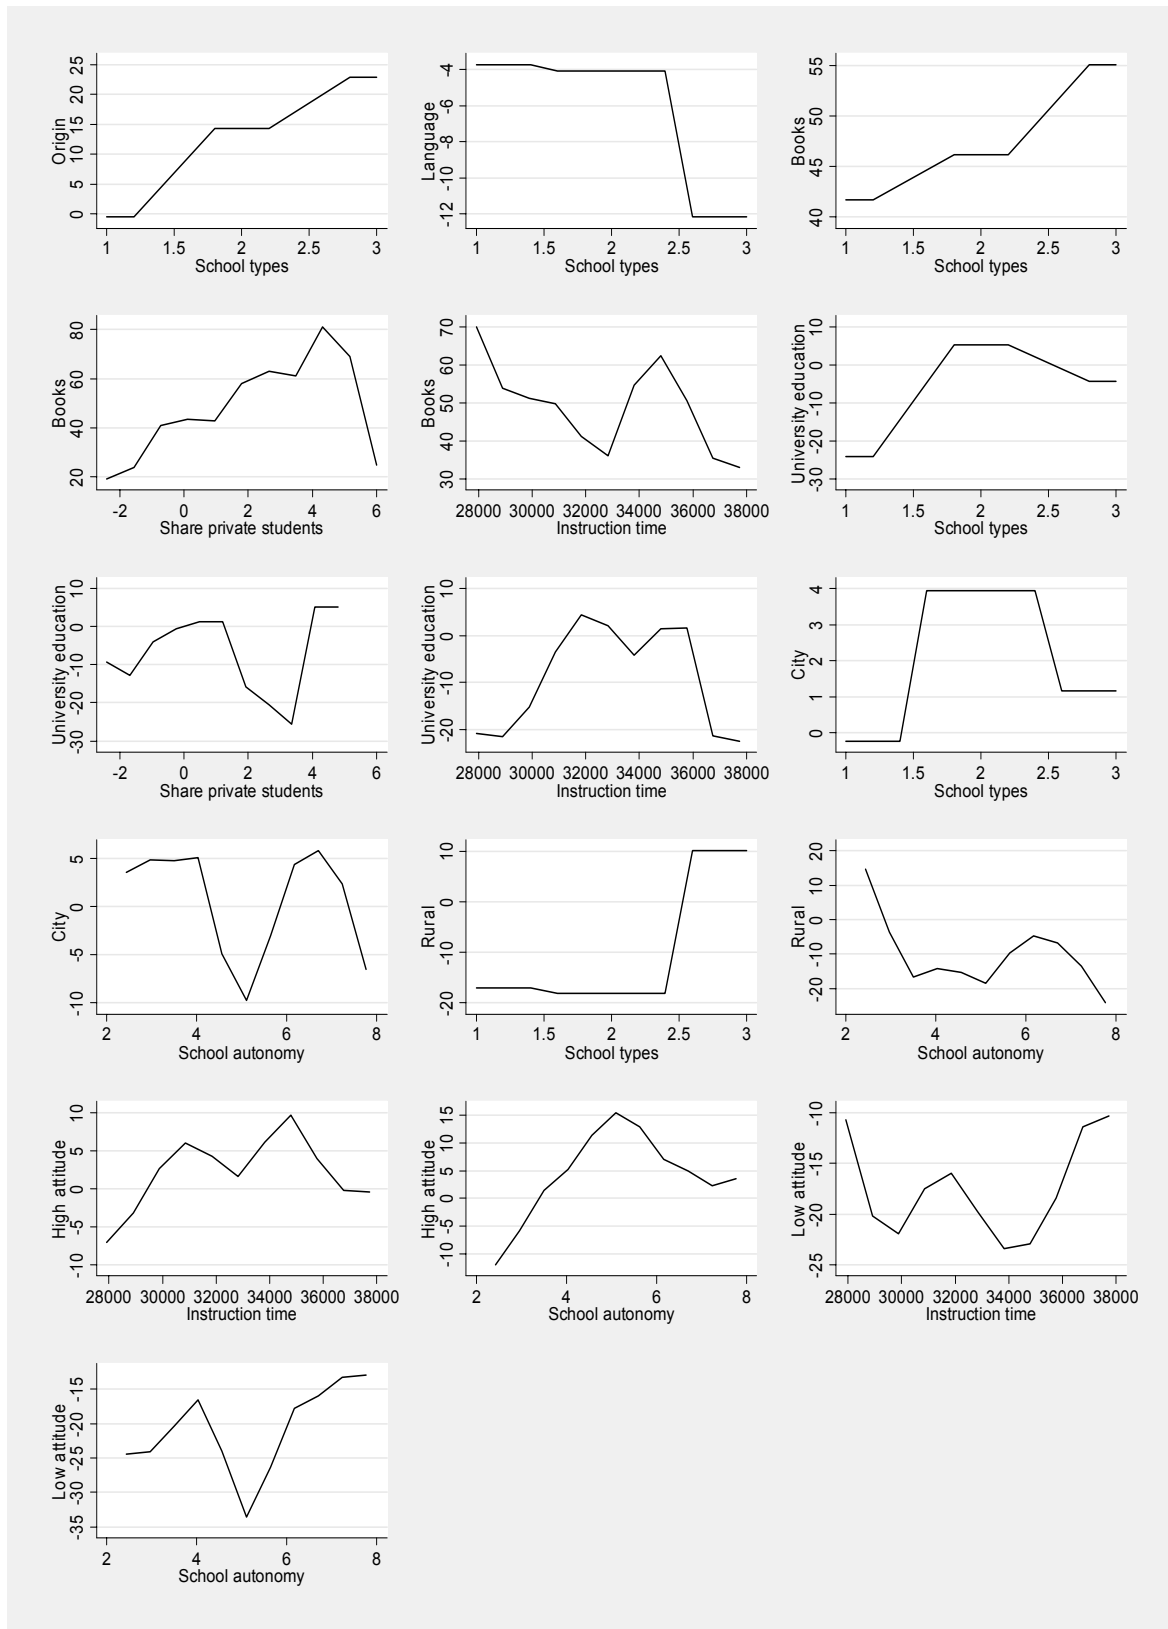 Origin
0 5 10 15 20 25
1 1.5 2 2.5 3
School types
Language
-12 -10 -8 -6 -4
1 1.5 2 2.5 3
School types
Books
40 45 50 55
1 1.5 2 2.5 3
School types
Books
20 40 60 80
-2 0 2 4 6
Share private students
Books
30 40 50 60 70
28000 30000 32000 34000 36000 38000
Instruction time
University education
-30 -20 -10 0 10
1 1.5 2 2.5 3
School types
University education
-30 -20 -10 0 10
-2 0 2 4 6
Share private students
University education
-20 -10 0 10
28000 30000 32000 34000 36000 38000
Instruction time
City
0 1 2 3 4
1 1.5 2 2.5 3
School types
City
-10 -5 0 5
2 4 6 8
School autonomy
Rural
-20 -10 0 10
1 1.5 2 2.5 3
School types
Rural
-20 -10 0 10 20
2 4 6 8
School autonomy
High attitude
-10 -5 0 5 10
28000 30000 32000 34000 36000 38000
Instruction time
High attitude
-10 -5 0 5 10 15
2 4 6 8
School autonomy
Low attitude
-25 -20 -15 -10
28000 30000 32000 34000 36000 38000
Instruction time
Low attitude
-35 -30 -25 -20 -15
2 4 6 8
School autonomy